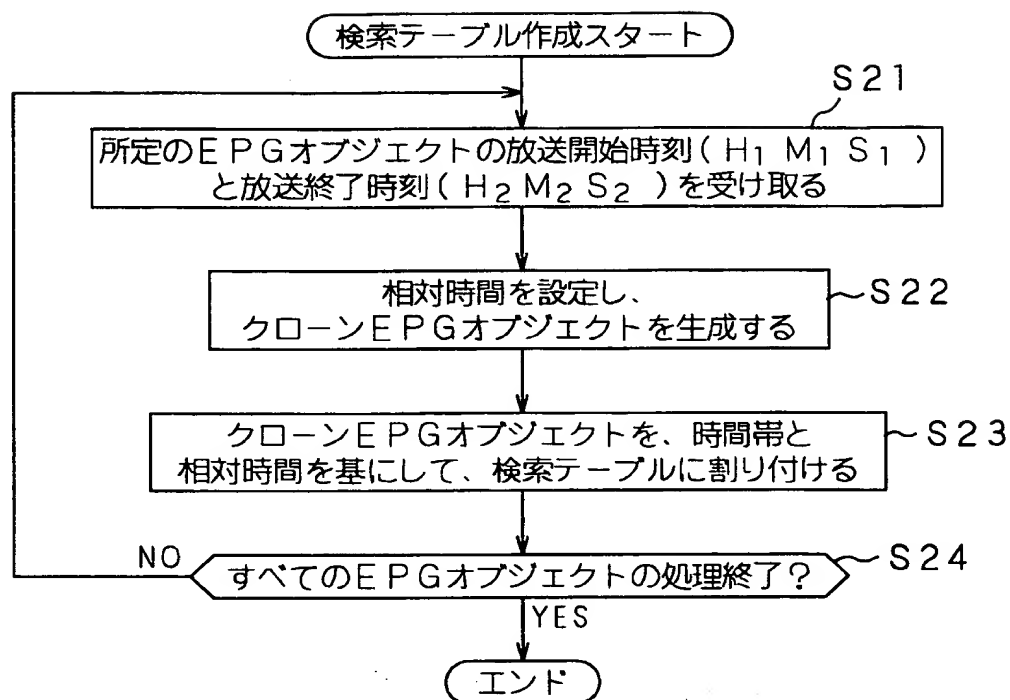 検索テーブル作成スタート
S21
所定のEPGオブジェクトの放送開始時刻(H₁ M₁ S₁)
と放送終了時刻(H₂ M₂ S₂)を受け取る
相対時間を設定し、
クローンEPGオブジェクトを生成する
S22
クローンEPGオブジェクトを、時間帯と
相対時間を基にして、検索テーブルに割り付ける
S23
NO
すべてのEPGオブジェクトの処理終了?
S24
YES
エンド